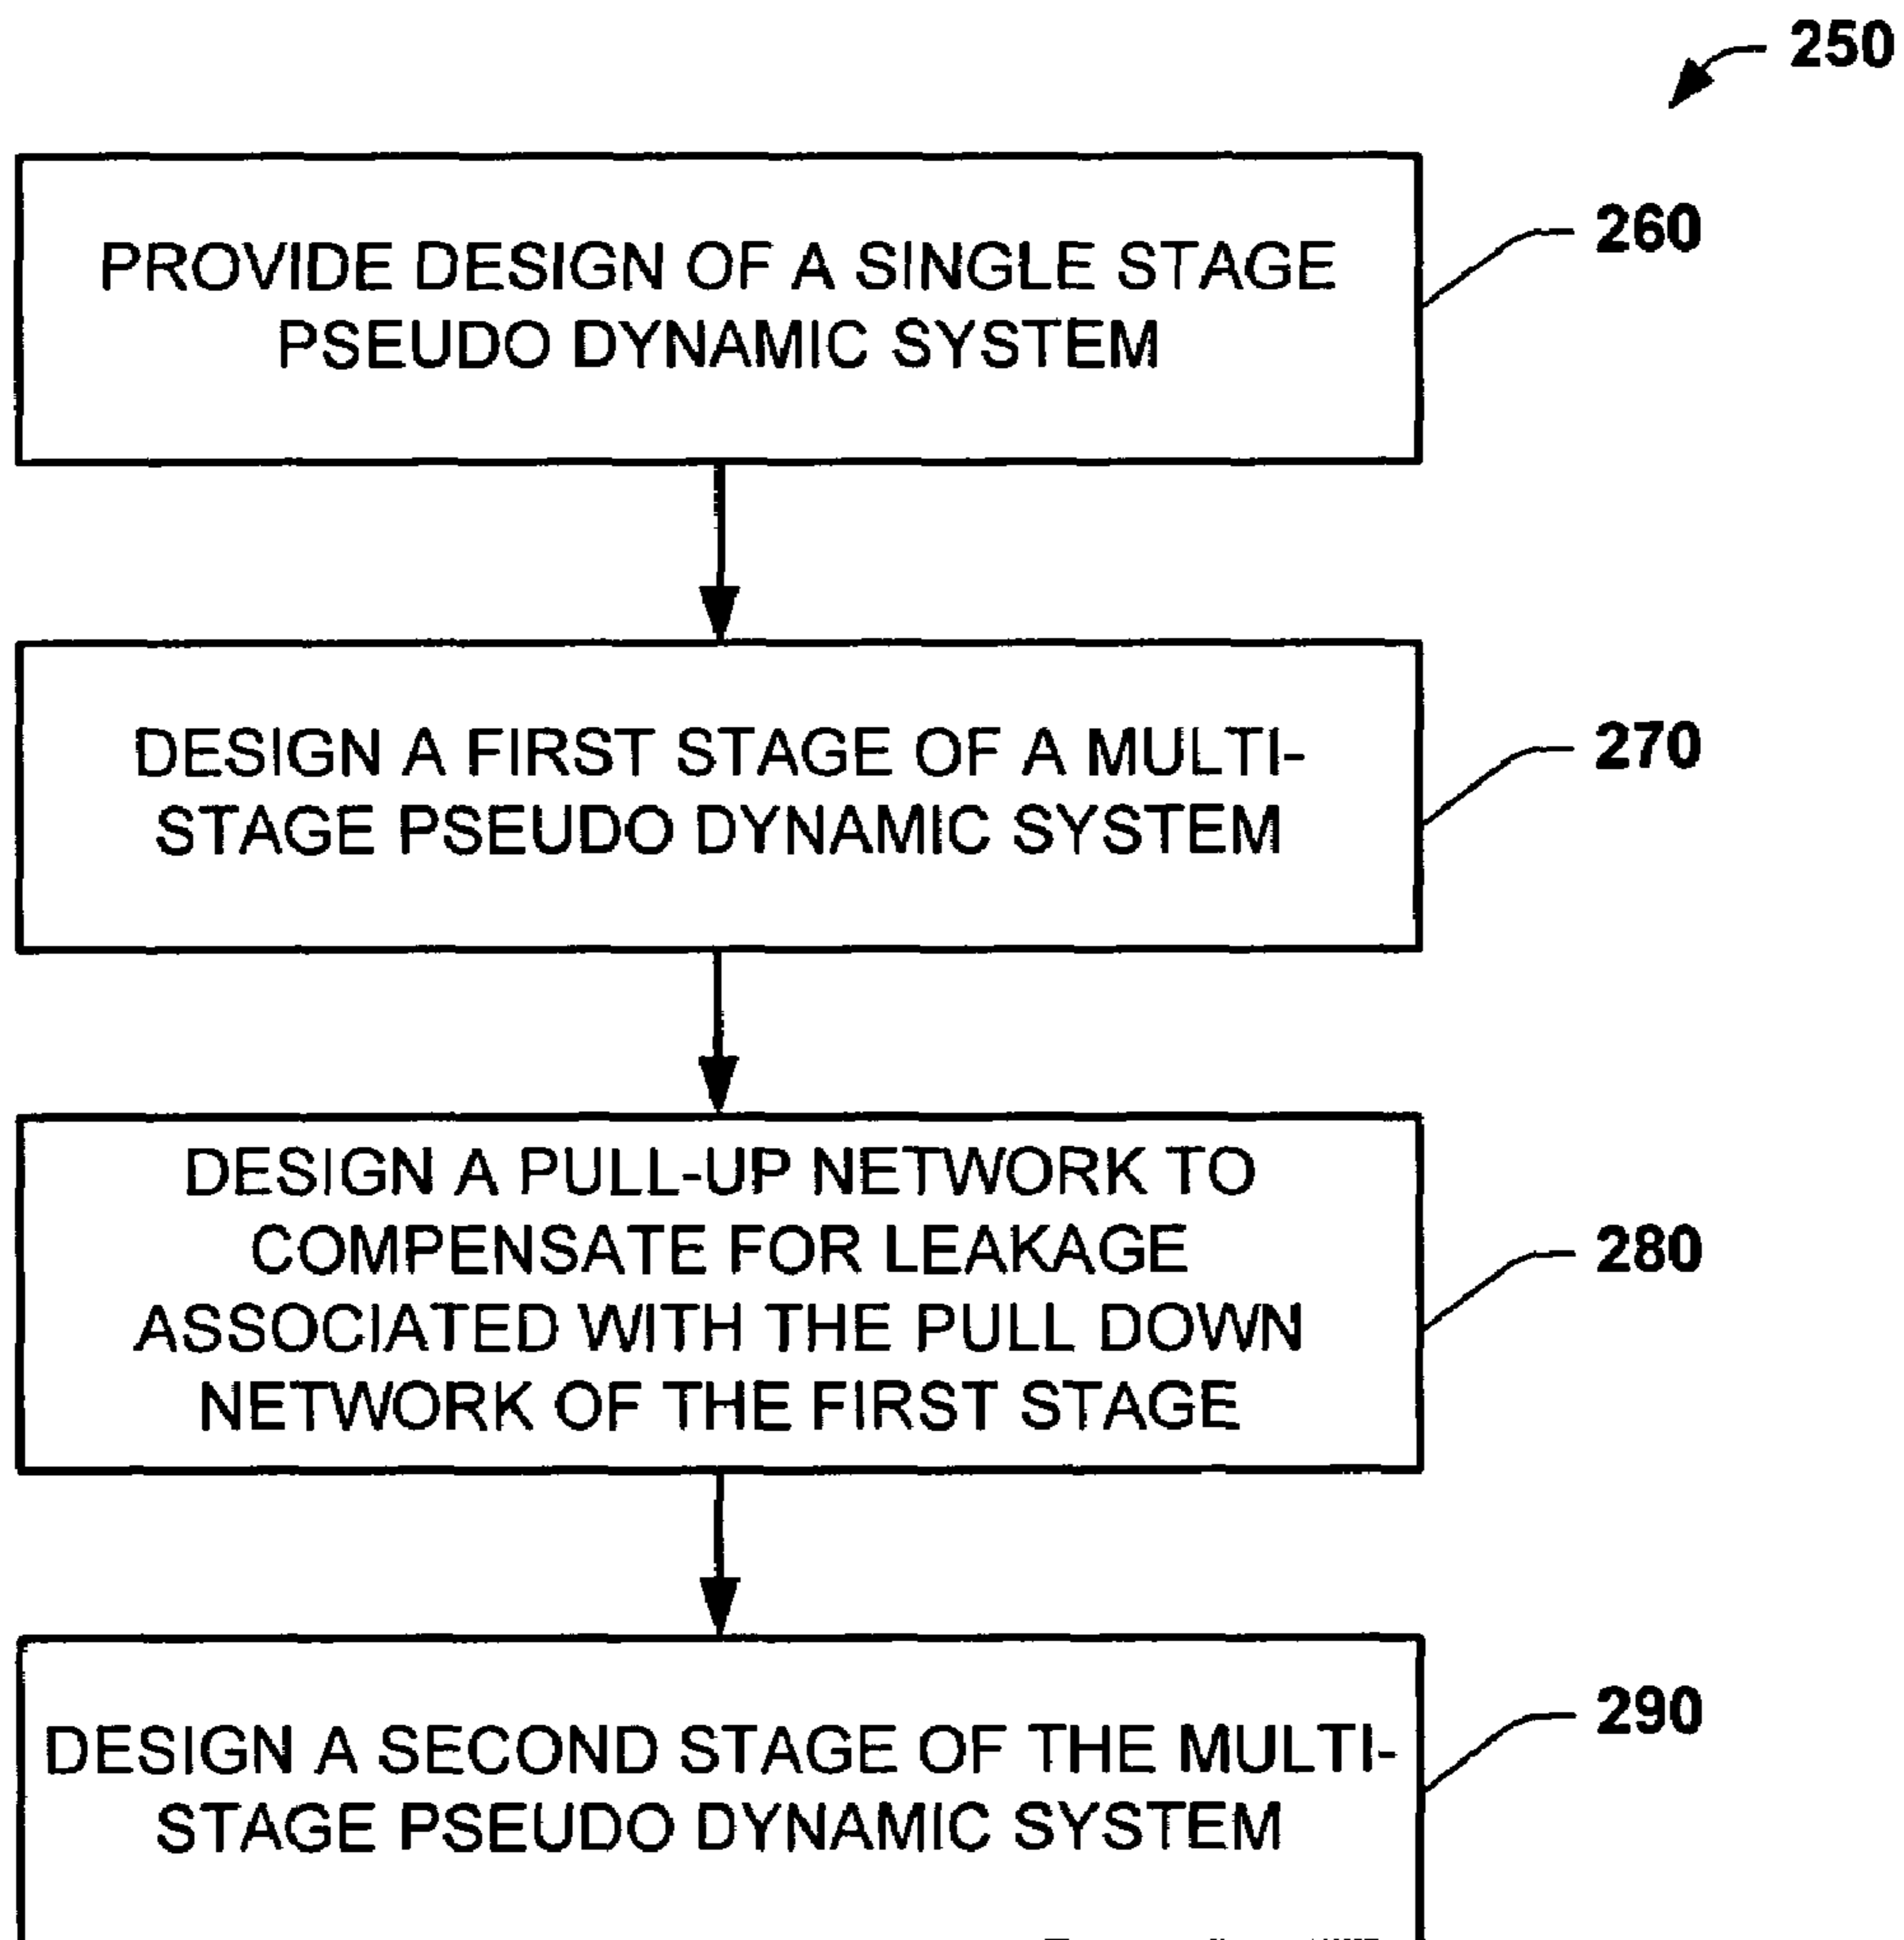 250
PROVIDE DESIGN OF A SINGLE STAGE
PSEUDO DYNAMIC SYSTEM
260
DESIGN A FIRST STAGE OF A MULTI-
STAGE PSEUDO DYNAMIC SYSTEM
270
DESIGN A PULL-UP NETWORK TO
COMPENSATE FOR LEAKAGE
ASSOCIATED WITH THE PULL DOWN
NETWORK OF THE FIRST STAGE
280
DESIGN A SECOND STAGE OF THE MULTI-
STAGE PSEUDO DYNAMIC SYSTEM
290